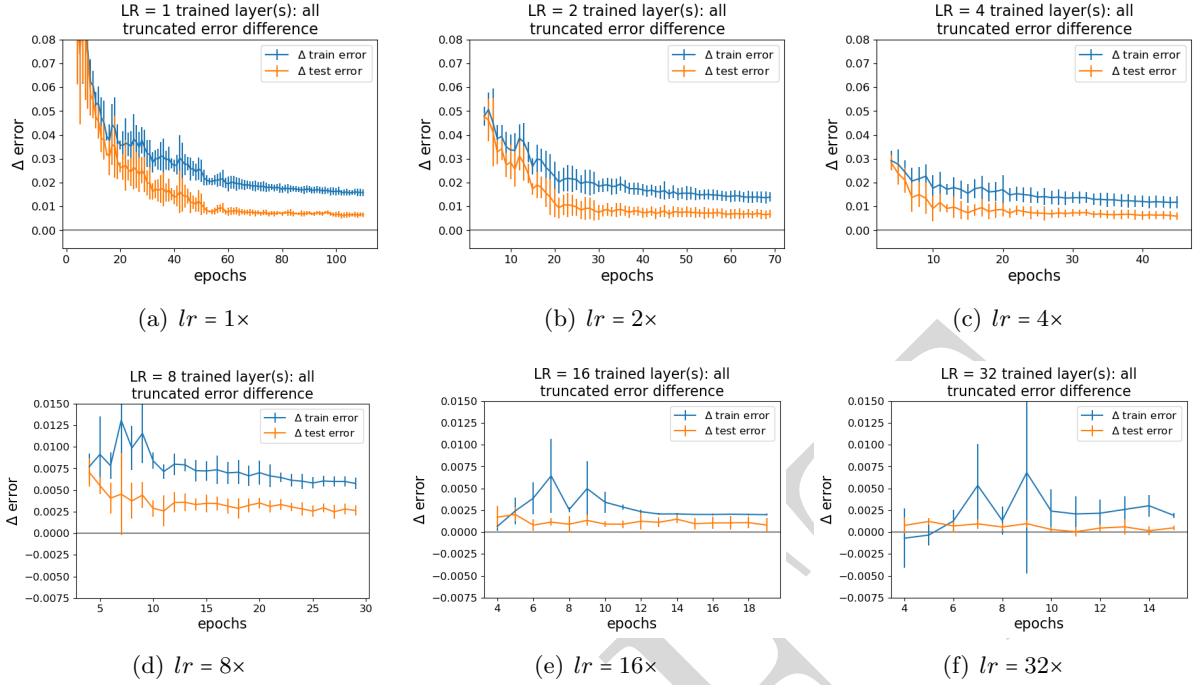 LR = 1 trained layer(s): all
truncated error difference
Δ error
0.08
0.07
0.06
0.05
0.04
0.03
0.02
0.01
0.00
Δ train error
Δ test error
0 20 40 60 80 100
epochs
(a) lr = 1×
LR = 2 trained layer(s): all
truncated error difference
Δ error
0.08
0.07
0.06
0.05
0.04
0.03
0.02
0.01
0.00
Δ train error
Δ test error
10 20 30 40 50 60 70
epochs
(b) lr = 2×
LR = 4 trained layer(s): all
truncated error difference
Δ error
0.08
0.07
0.06
0.05
0.04
0.03
0.02
0.01
0.00
Δ train error
Δ test error
10 20 30 40
epochs
(c) lr = 4×
LR = 8 trained layer(s): all
truncated error difference
Δ error
0.0150
0.0125
0.0100
0.0075
0.0050
0.0025
0.0000
−0.0025
−0.0050
−0.0075
Δ train error
Δ test error
5 10 15 20 25 30
epochs
(d) lr = 8×
LR = 16 trained layer(s): all
truncated error difference
Δ error
0.0150
0.0125
0.0100
0.0075
0.0050
0.0025
0.0000
−0.0025
−0.0050
−0.0075
Δ train error
Δ test error
4 6 8 10 12 14 16 18
epochs
(e) lr = 16×
LR = 32 trained layer(s): all
truncated error difference
Δ error
0.0150
0.0125
0.0100
0.0075
0.0050
0.0025
0.0000
−0.0025
−0.0050
−0.0075
Δ train error
Δ test error
4 6 8 10 12 14
epochs
(f) lr = 32×